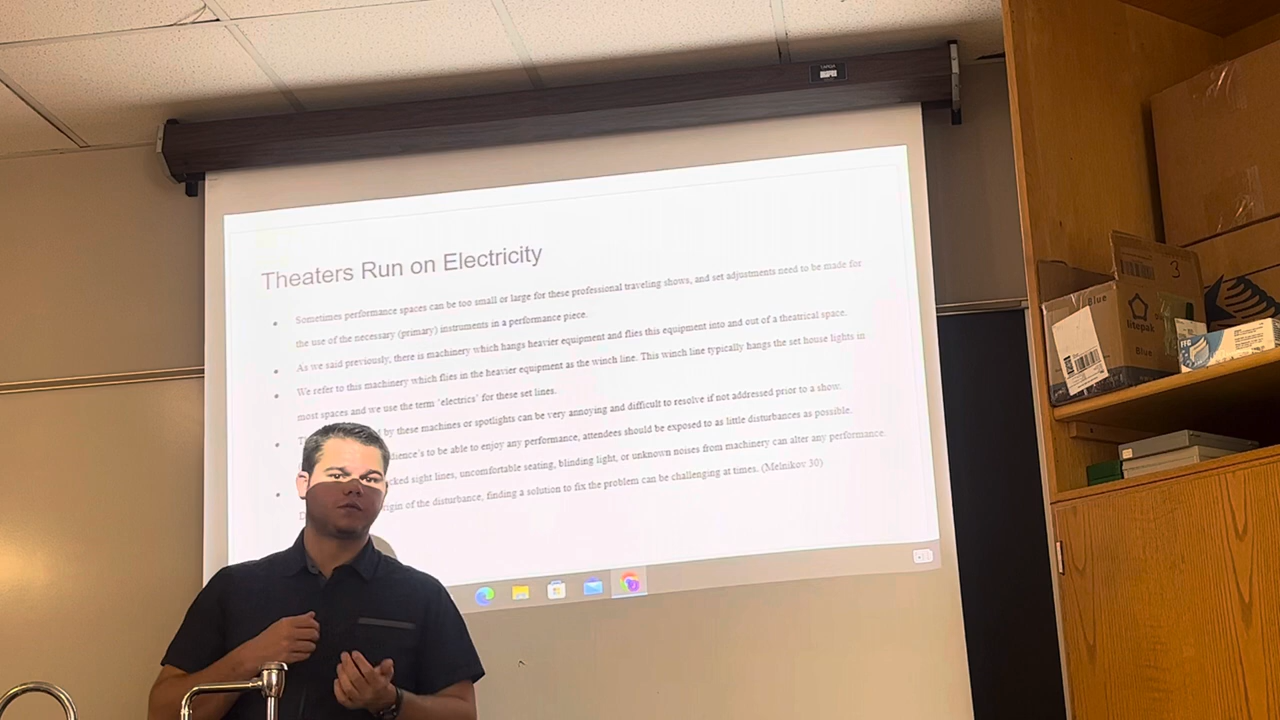 Theaters Run on Electricity
Sometimes performance spaces can be too small or large for these professional traveling shows, and set adjustments need to be made for
the use of the necessary (primary) instruments in a performance piece.
As we said previously, there is machinery which hangs heavier equipment and flies this equipment into and out of a theatrical space.
We refer to this machinery which flies in the heavier equipment as the winch line. This winch line typically hangs the set house lights in
most spaces and we use the term 'electrics' for these set lines.
by these machines or spotlights can be very annoying and difficult to resolve if not addressed prior to a show.
dience's to be able to enjoy any performance, attendees should be exposed to as little disturbances as possible.
cked sight lines, uncomfortable seating, blinding light, or unknown noises from machinery can alter any performance.
igin of the disturbance, finding a solution to fix the problem can be challenging at times. (Melnikov 30)
3
Blue
litepak
Blue